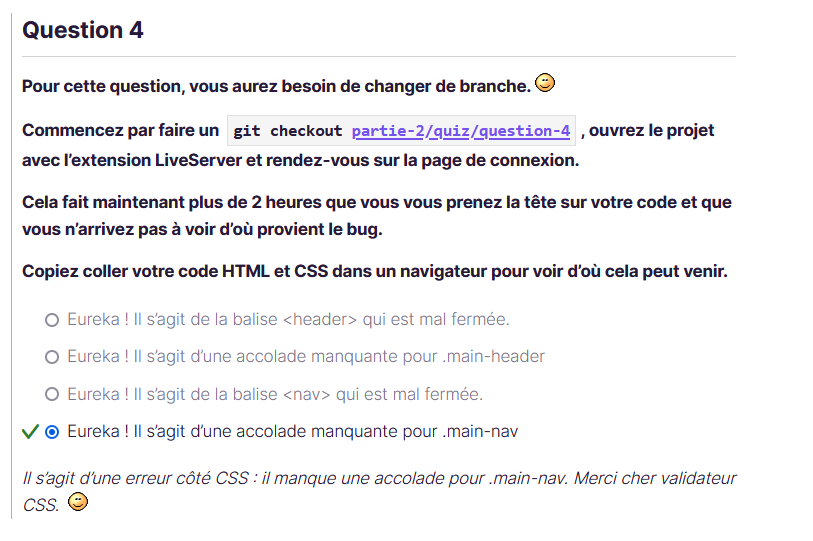 Question 4
Pour cette question, vous aurez besoin de changer de branche.
Commencez par faire un git checkout partie-2/quiz/question-4 , ouvrez le projet
avec l’extension LiveServer et rendez-vous sur la page de connexion.
Cela fait maintenant plus de 2 heures que vous vous prenez la tête sur votre code et que
vous n’arrivez pas à voir d’où provient le bug.
Copiez coller votre code HTML et CSS dans un navigateur pour voir d’où cela peut venir.
Eureka ! Il s’agit de la balise <header> qui est mal fermée.
Eureka ! Il s’agit d’une accolade manquante pour .main-header
Eureka ! Il s’agit de la balise <nav> qui est mal fermée.
Eureka ! Il s’agit d’une accolade manquante pour .main-nav
Il s’agit d’une erreur côté CSS : il manque une accolade pour .main-nav. Merci cher validateur
CSS.